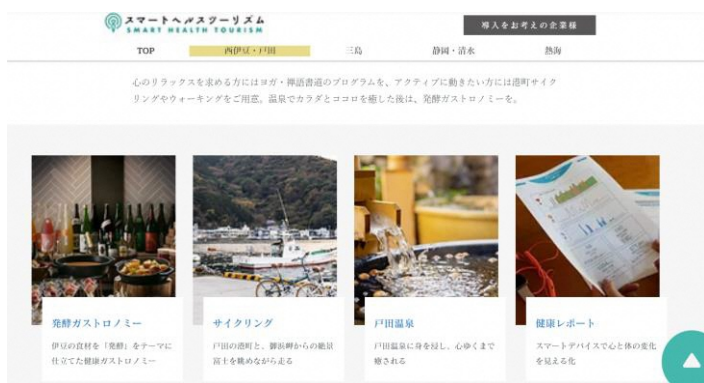 スマートヘルスツーリズム
SMART HEALTH TOURISM
導入をお考えの企業様
TOP
西伊豆・戸田
三島
静岡・清水
熱海
心のリラックスを求める方にはヨガ・禅語書道のプログラムを、アクティブに動きたい方には港町サイク
リングやウォーキングをご用意。温泉でカラダとココロを癒した後は、発酵ガストロノミーを。
発酵ガストロノミー
伊豆の食材を「発酵」をテーマに
仕立てた健康ガストロノミー
サイクリング
戸田の港町と、御浜岬からの絶景
富士を眺めながら走る
戸田温泉
戸田温泉に身を浸し、心ゆくまで
癒される
健康レポート
スマートデバイスで心と体の変化
を見える化